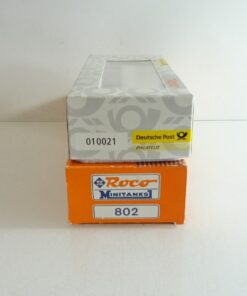 010021
Deutsche Post
PHILATELIE
Roco
MINITANKS
802